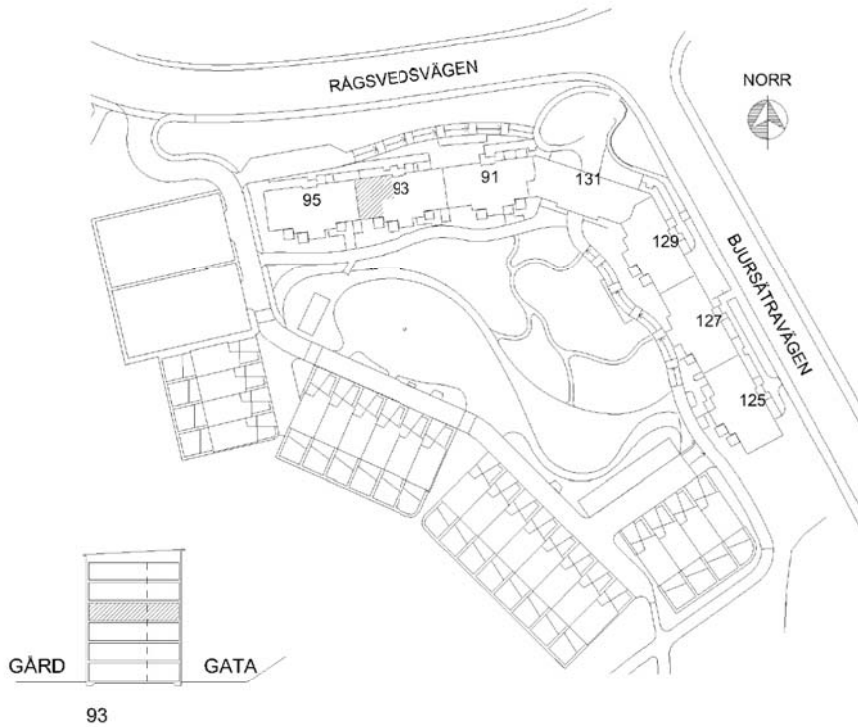 RÅGSVEDSVÄGEN
NORR
95
93
91
131
129
127
125
BJURSÄTRAVÄGEN
GÅRD
GATA
93